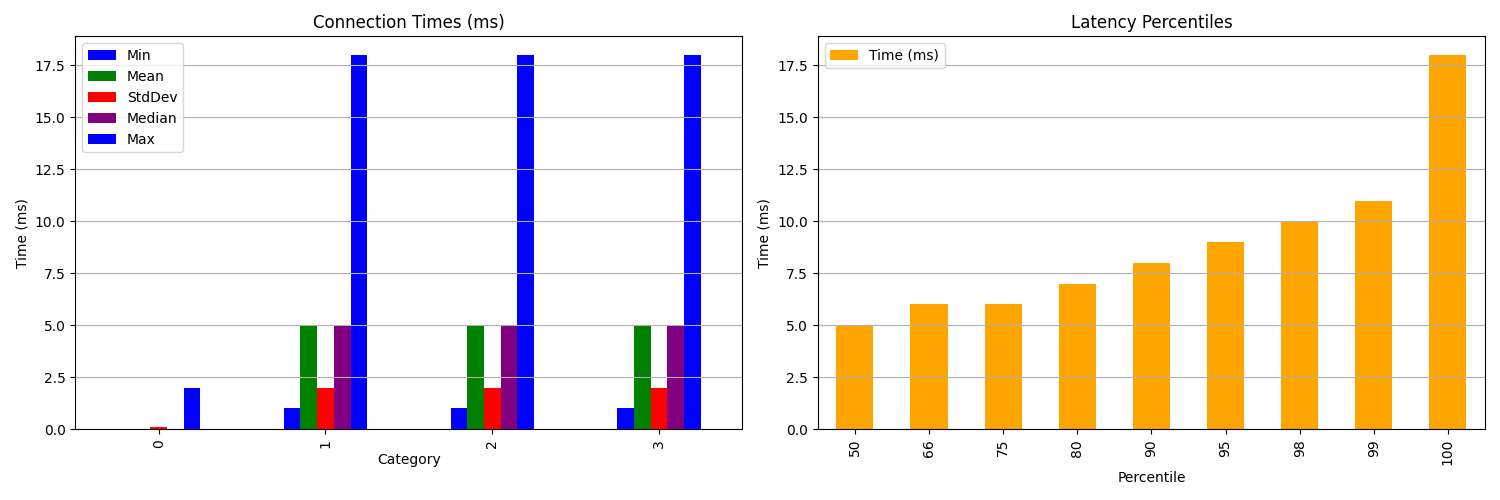 Connection Times (ms)
Min
Mean
StdDev
Median
Max
17.5
15.0
12.5
10.0
7.5
5.0
2.5
0.0
Time (ms)
0
1
2
3
Category
Latency Percentiles
Time (ms)
17.5
15.0
12.5
10.0
7.5
5.0
2.5
0.0
Time (ms)
50
66
75
80
90
95
98
99
100
Percentile